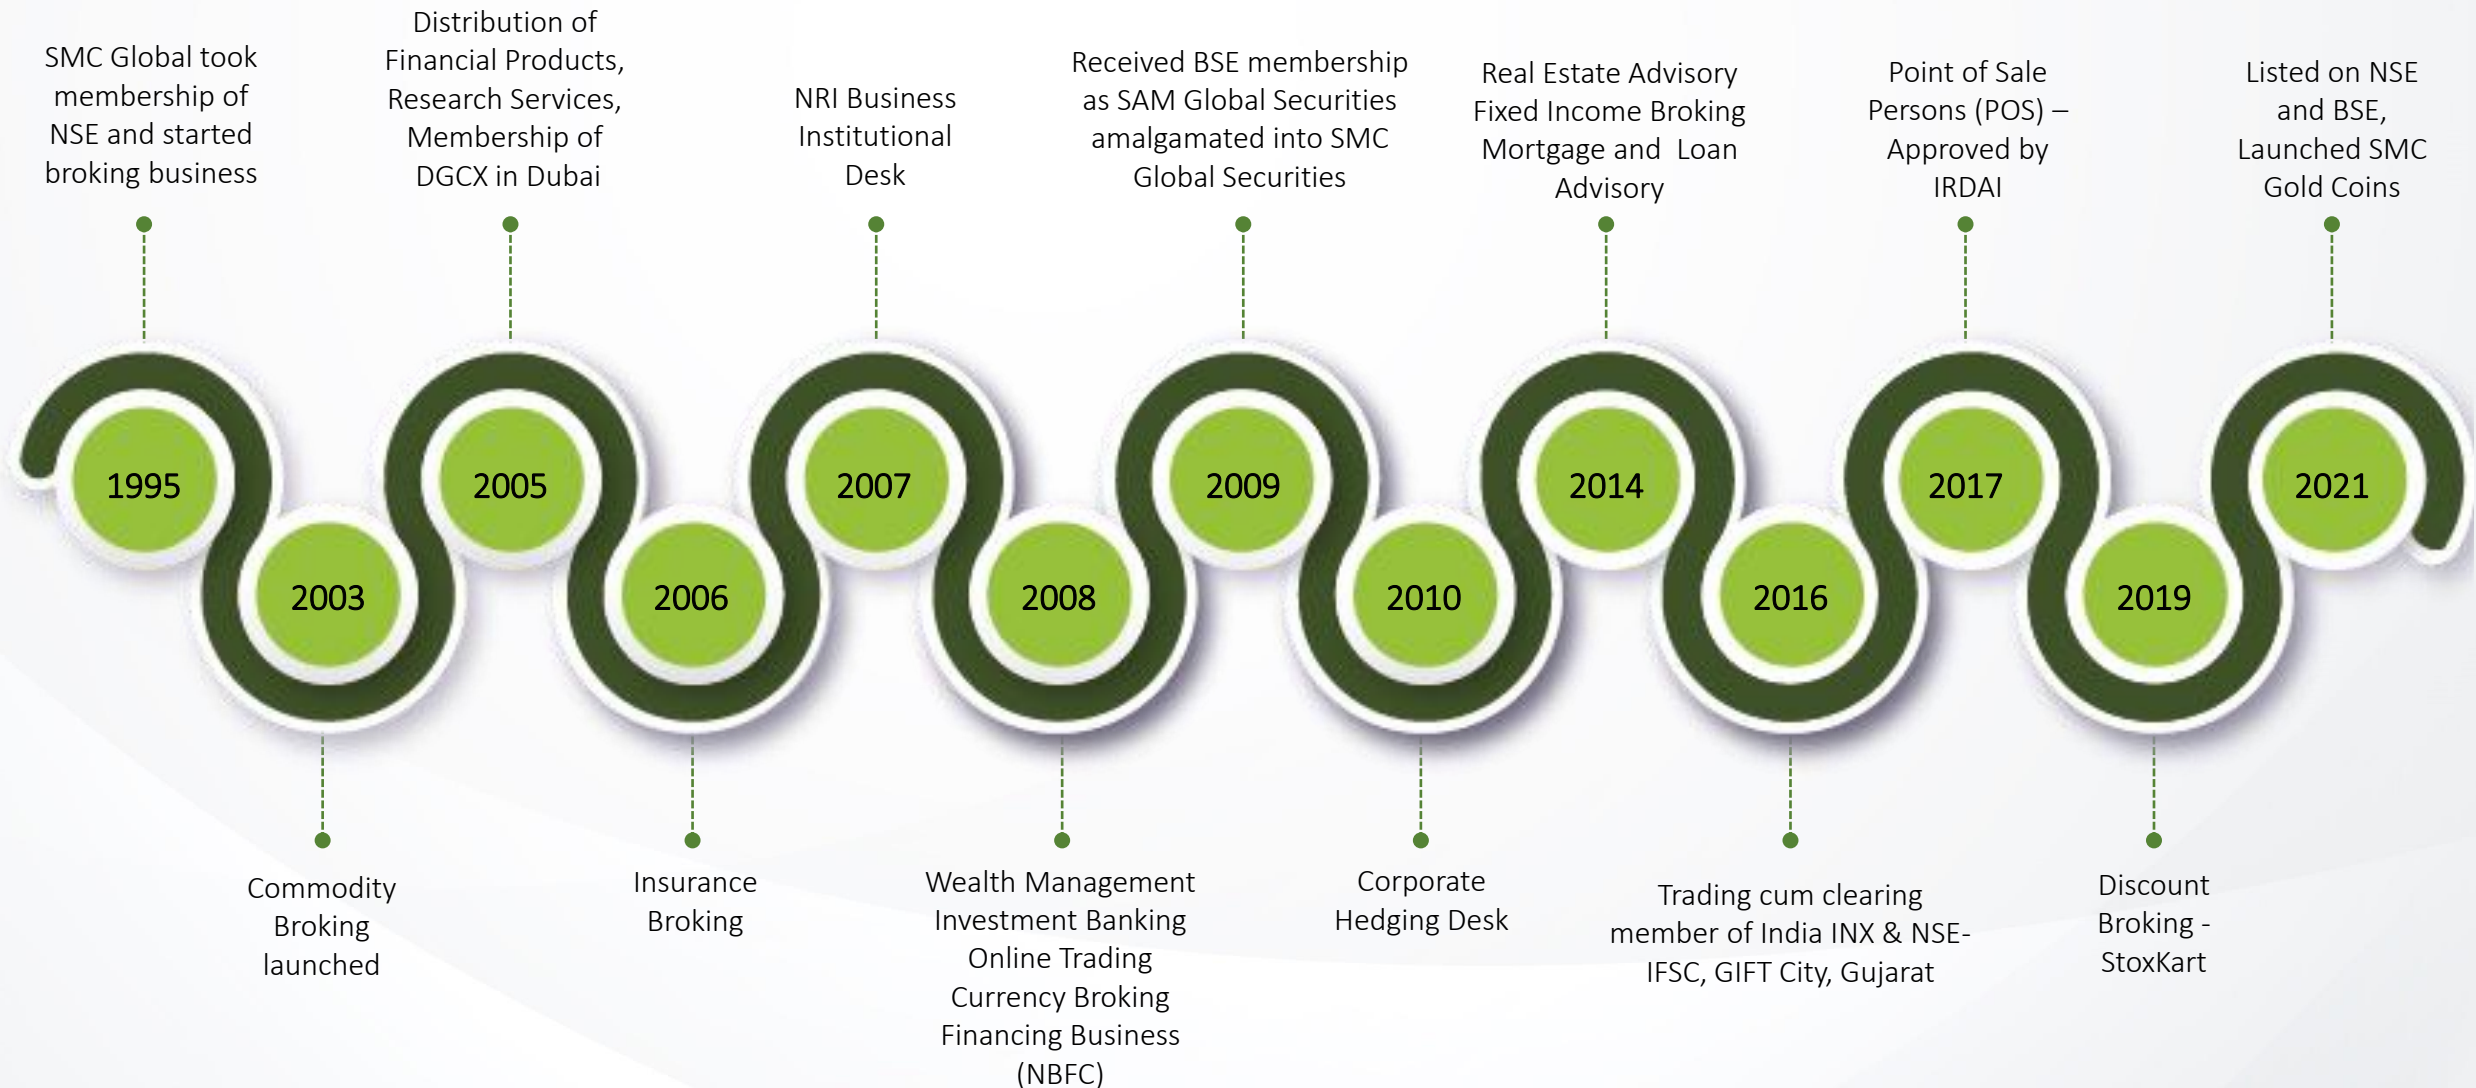 SMC Global took
membership of
NSE and started
broking business
Distribution of
Financial Products,
Research Services,
Membership of
DGCX in Dubai
NRI Business
Institutional
Desk
Received BSE membership
as SAM Global Securities
amalgamated into SMC
Global Securities
Real Estate Advisory
Fixed Income Broking
Mortgage and  Loan
Advisory
Point of Sale
Persons (POS) –
Approved by
IRDAI
Listed on NSE
and BSE,
Launched SMC
Gold Coins
1995
2003
2005
2006
2007
2008
2009
2010
2014
2016
2017
2019
2021
Commodity
Broking
launched
Insurance
Broking
Wealth Management
Investment Banking
Online Trading
Currency Broking
Financing Business
(NBFC)
Corporate
Hedging Desk
Trading cum clearing
member of India INX & NSE-
IFSC, GIFT City, Gujarat
Discount
Broking -
StoxKart